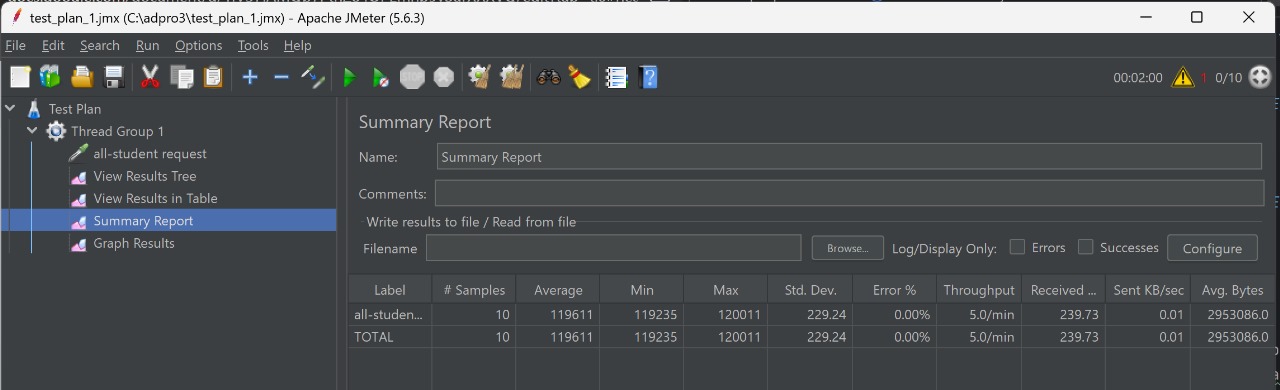 test_plan_1.jmx (C:\adpro3\test_plan_1.jmx) - Apache JMeter (5.6.3)
File Edit Search Run Options Tools Help
STOP 00:02:00 1 0/10
Test Plan
Thread Group 1
all-student request
View Results Tree
View Results in Table
Summary Report
Graph Results
Summary Report
Name: Summary Report
Comments:
Write results to file / Read from file
Filename Browse... Log/Display Only: Errors Successes Configure
Label # Samples Average Min Max Std. Dev. Error % Throughput Received ... Sent KB/sec Avg. Bytes
all-studen... 10 119611 119235 120011 229.24 0.00% 5.0/min 239.73 0.01 2953086.0
TOTAL 10 119611 119235 120011 229.24 0.00% 5.0/min 239.73 0.01 2953086.0